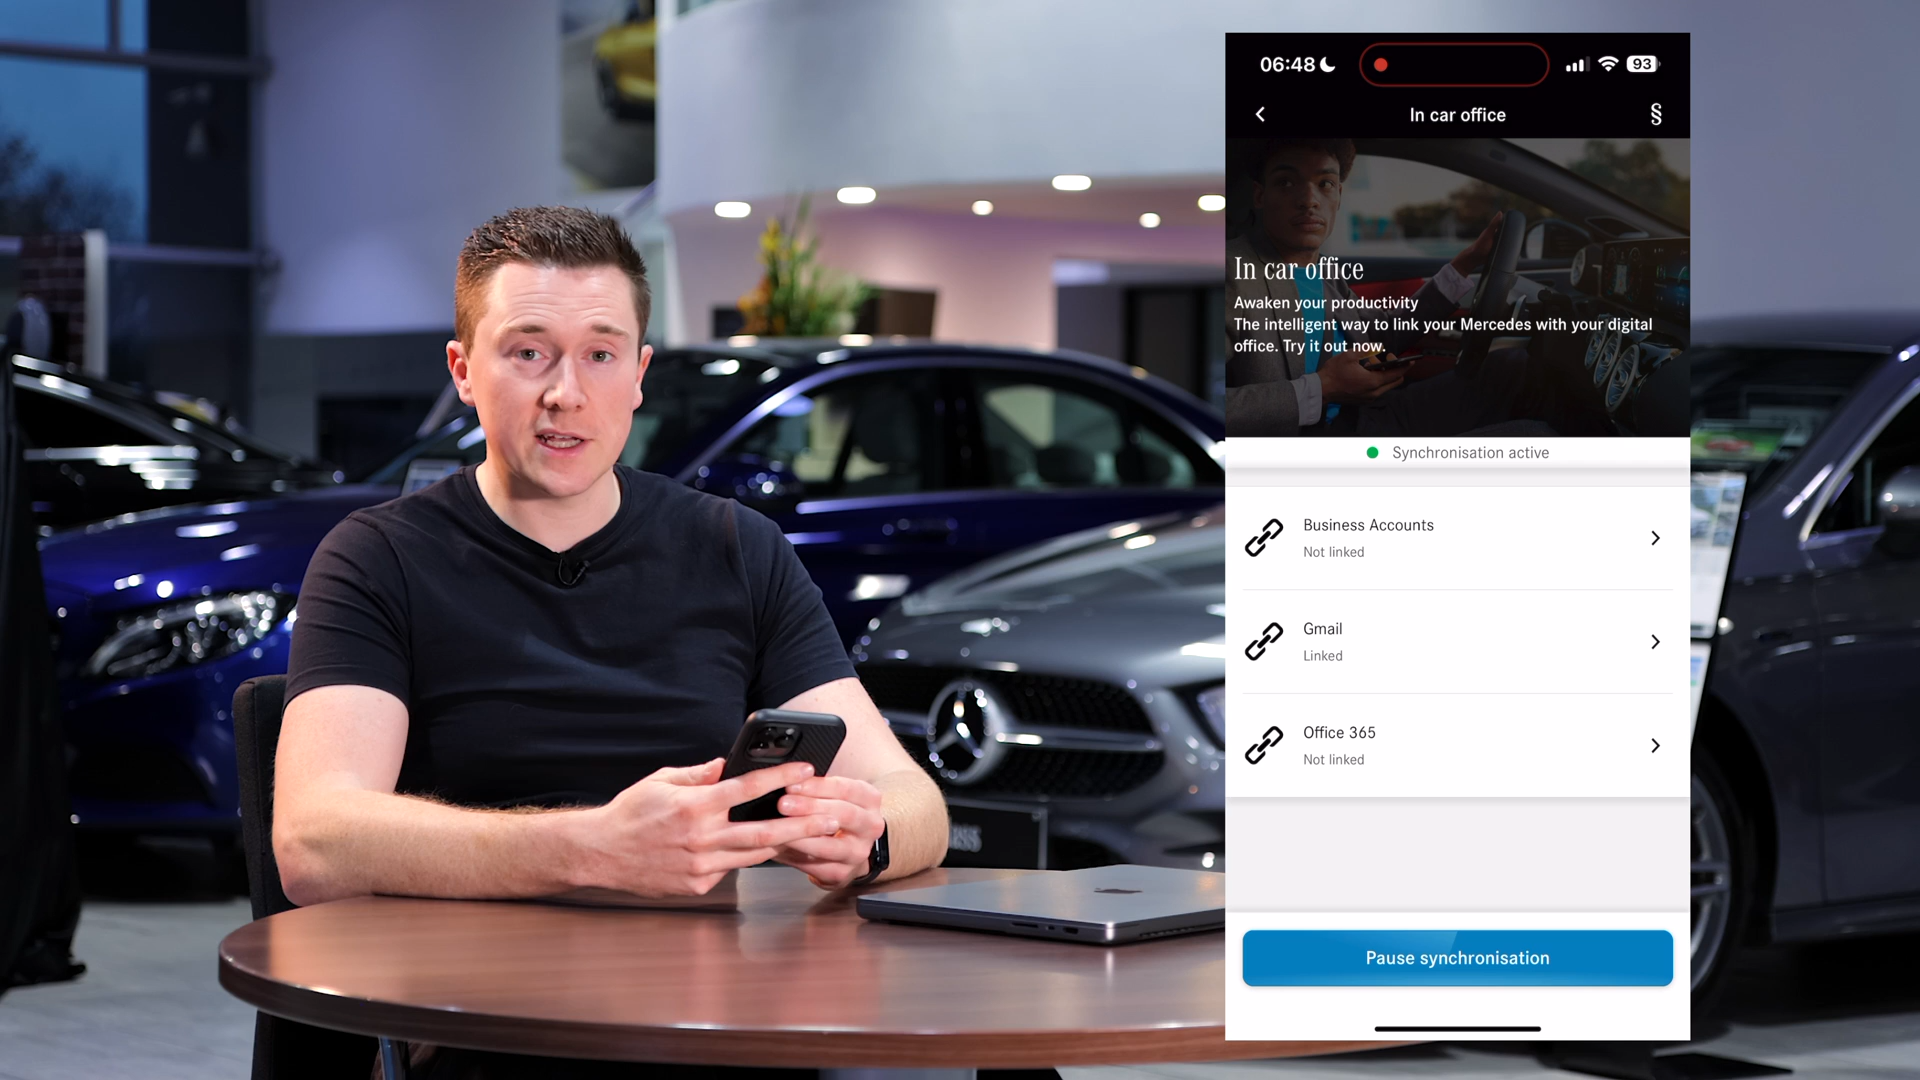 06:48
93
In car office
§
In car office
Awaken your productivity
The intelligent way to link your Mercedes with your digital
office. Try it out now.
Synchronisation active
Business Accounts
Not linked
Gmail
Linked
Office 365
Not linked
Pause synchronisation